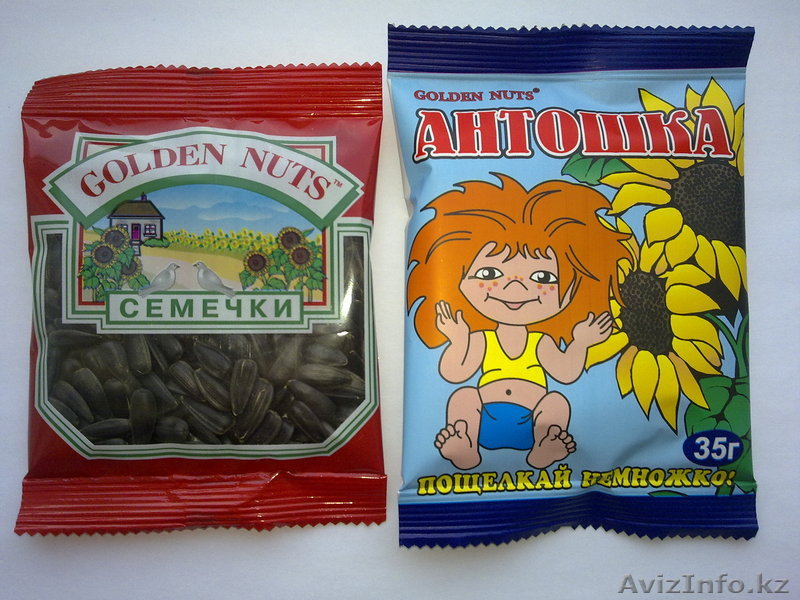 GOLDEN NUTS™
СЕМЕЧКИ
GOLDEN NUTS®
АНТОШКА
35г
ПОЩЕЛКАЙ НЕМНОЖКО!
AvizInfo.kz